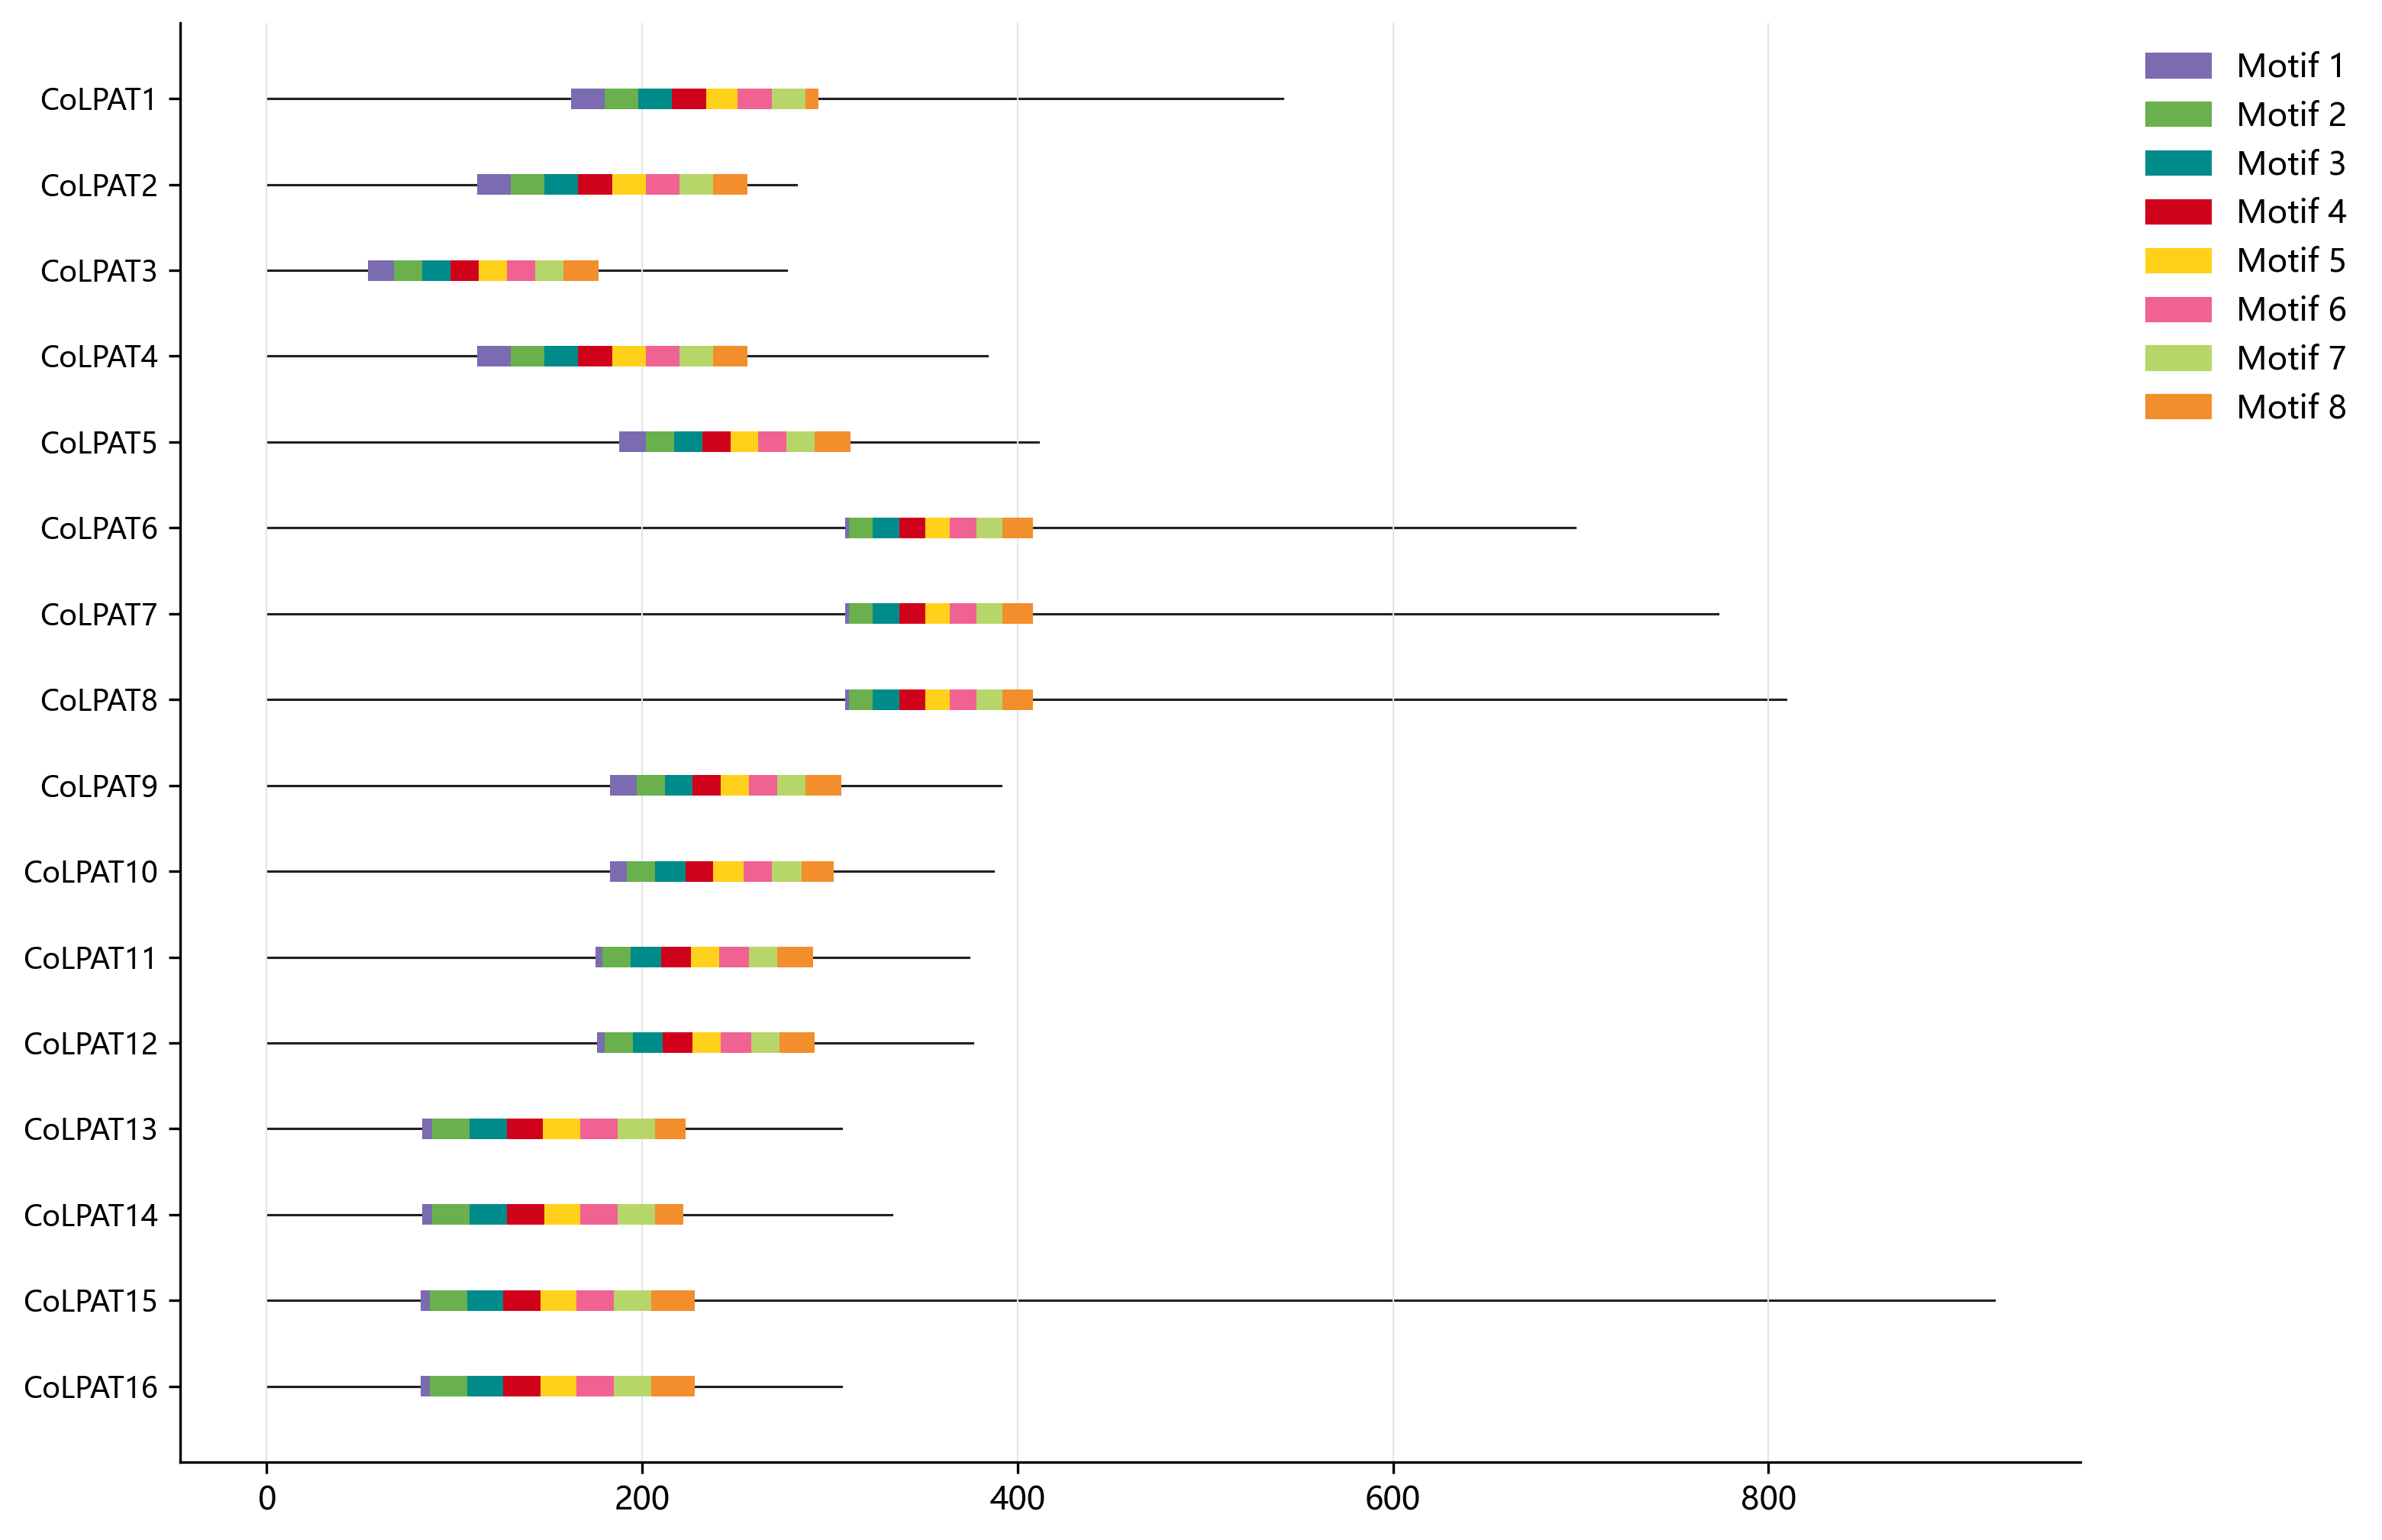 CoLPAT1
CoLPAT2
CoLPAT3
CoLPAT4
CoLPAT5
CoLPAT6
CoLPAT7
CoLPAT8
CoLPAT9
CoLPAT10
CoLPAT11
CoLPAT12
CoLPAT13
CoLPAT14
CoLPAT15
CoLPAT16
0 200 400 600 800
Motif 1
Motif 2
Motif 3
Motif 4
Motif 5
Motif 6
Motif 7
Motif 8